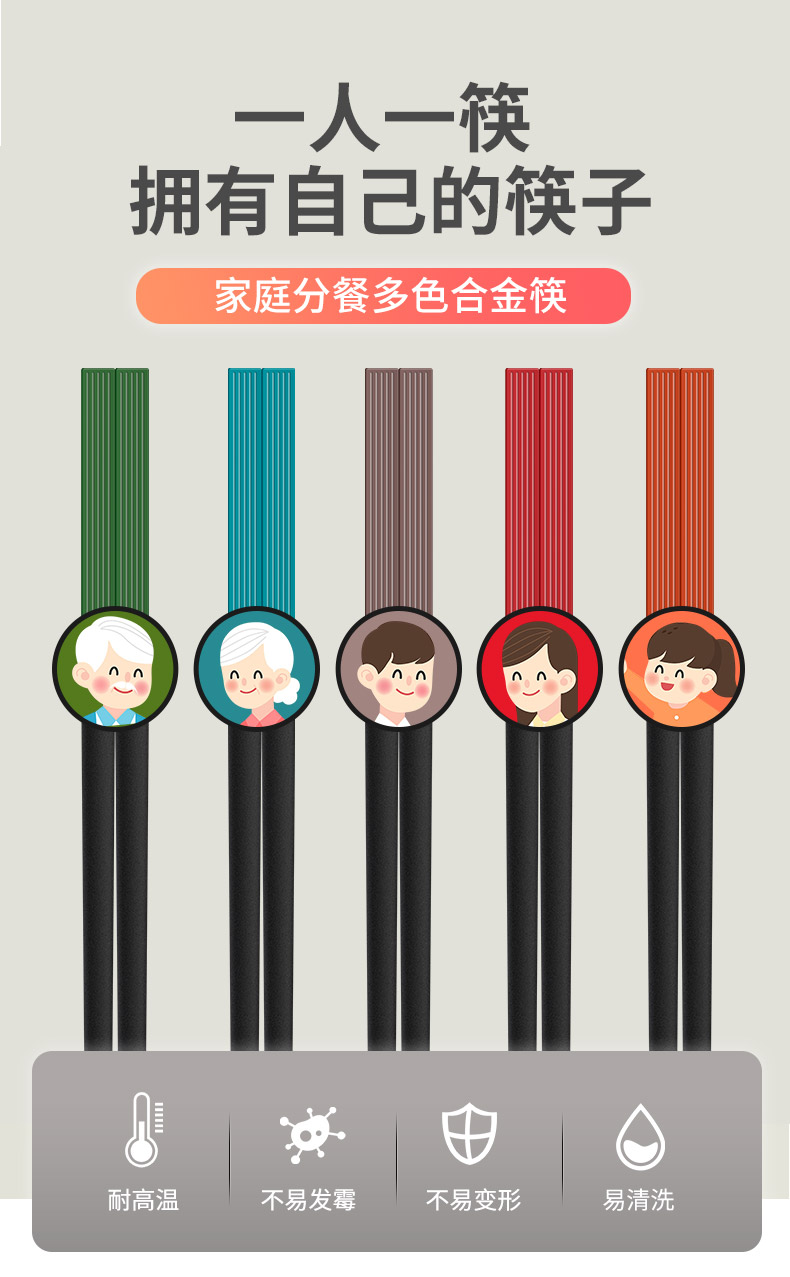 一人一筷
拥有自己的筷子
家庭分餐多色合金筷
耐高温
不易发霉
不易变形
易清洗